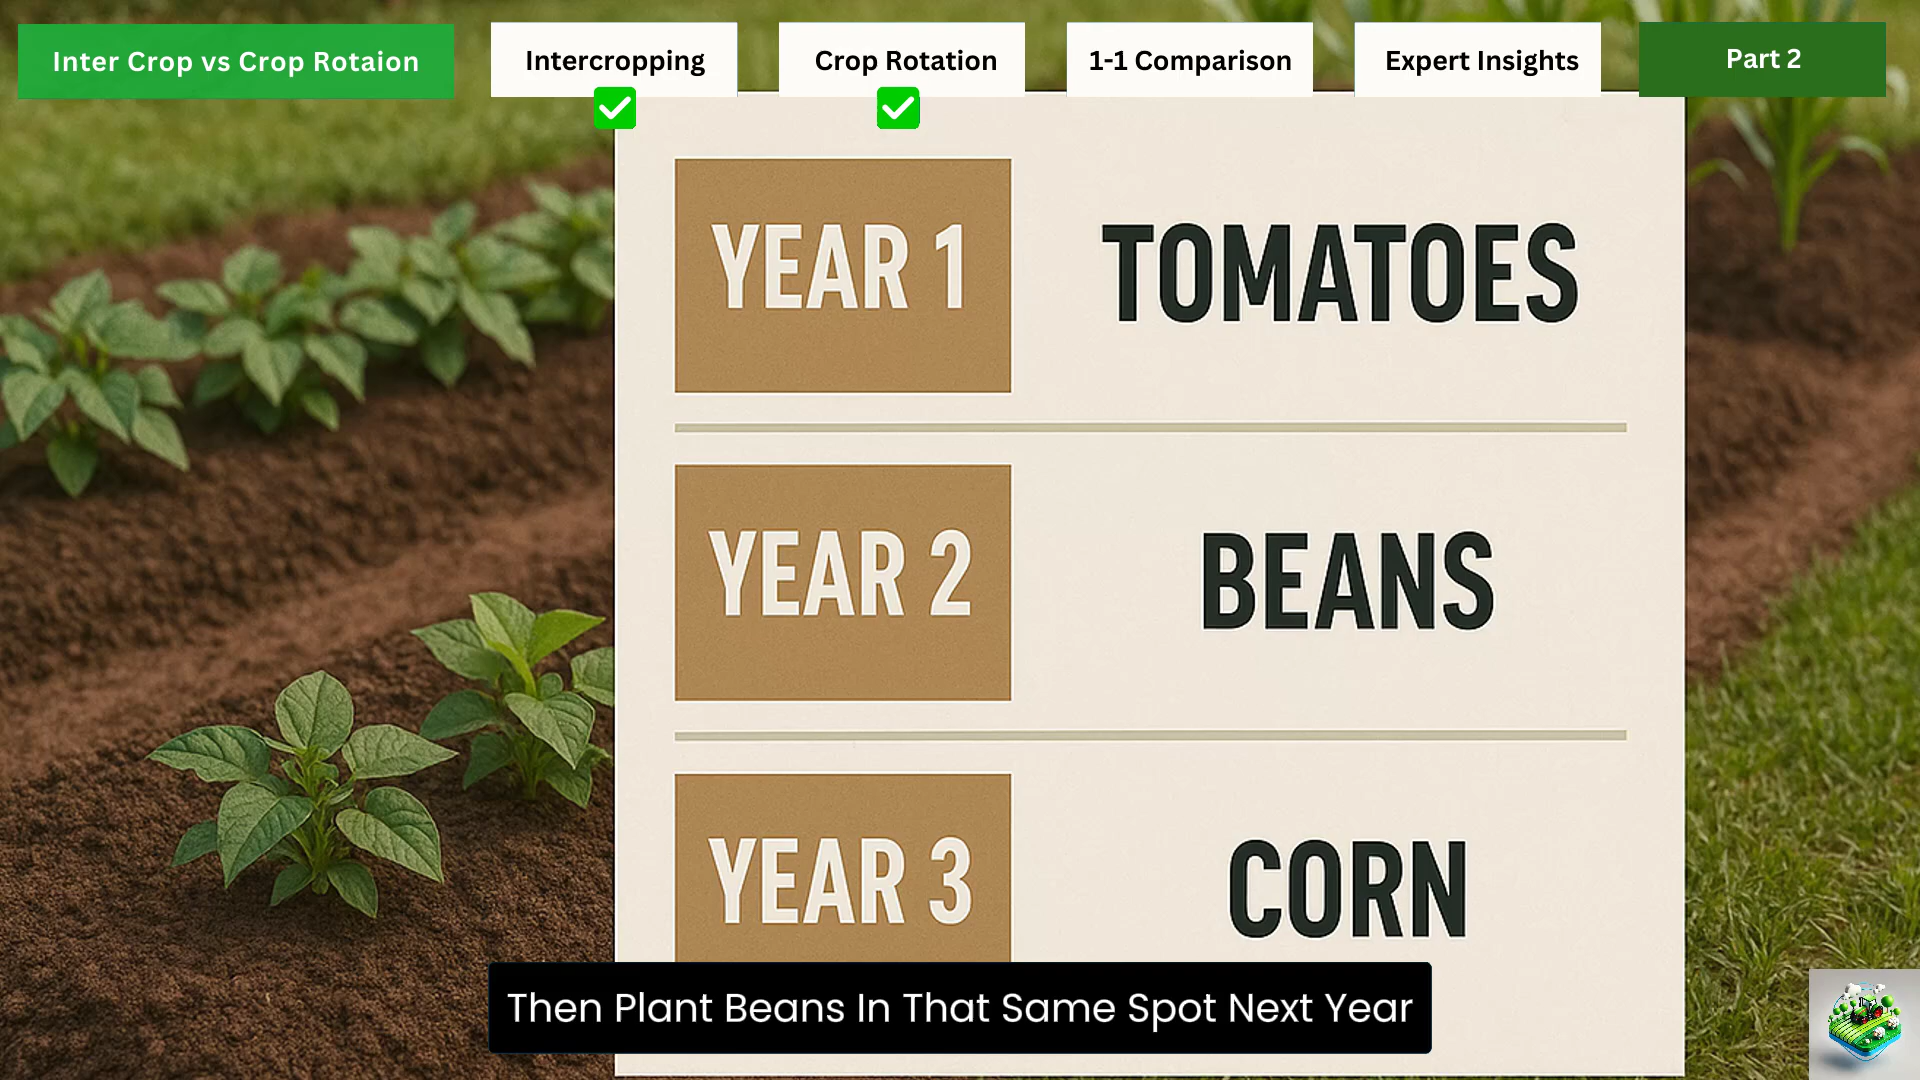 Inter Crop vs Crop Rotaion
Intercropping
Crop Rotation
1-1 Comparison
Expert Insights
Part 2
YEAR 1
TOMATOES
YEAR 2
BEANS
YEAR 3
CORN
Then Plant Beans In That Same Spot Next Year